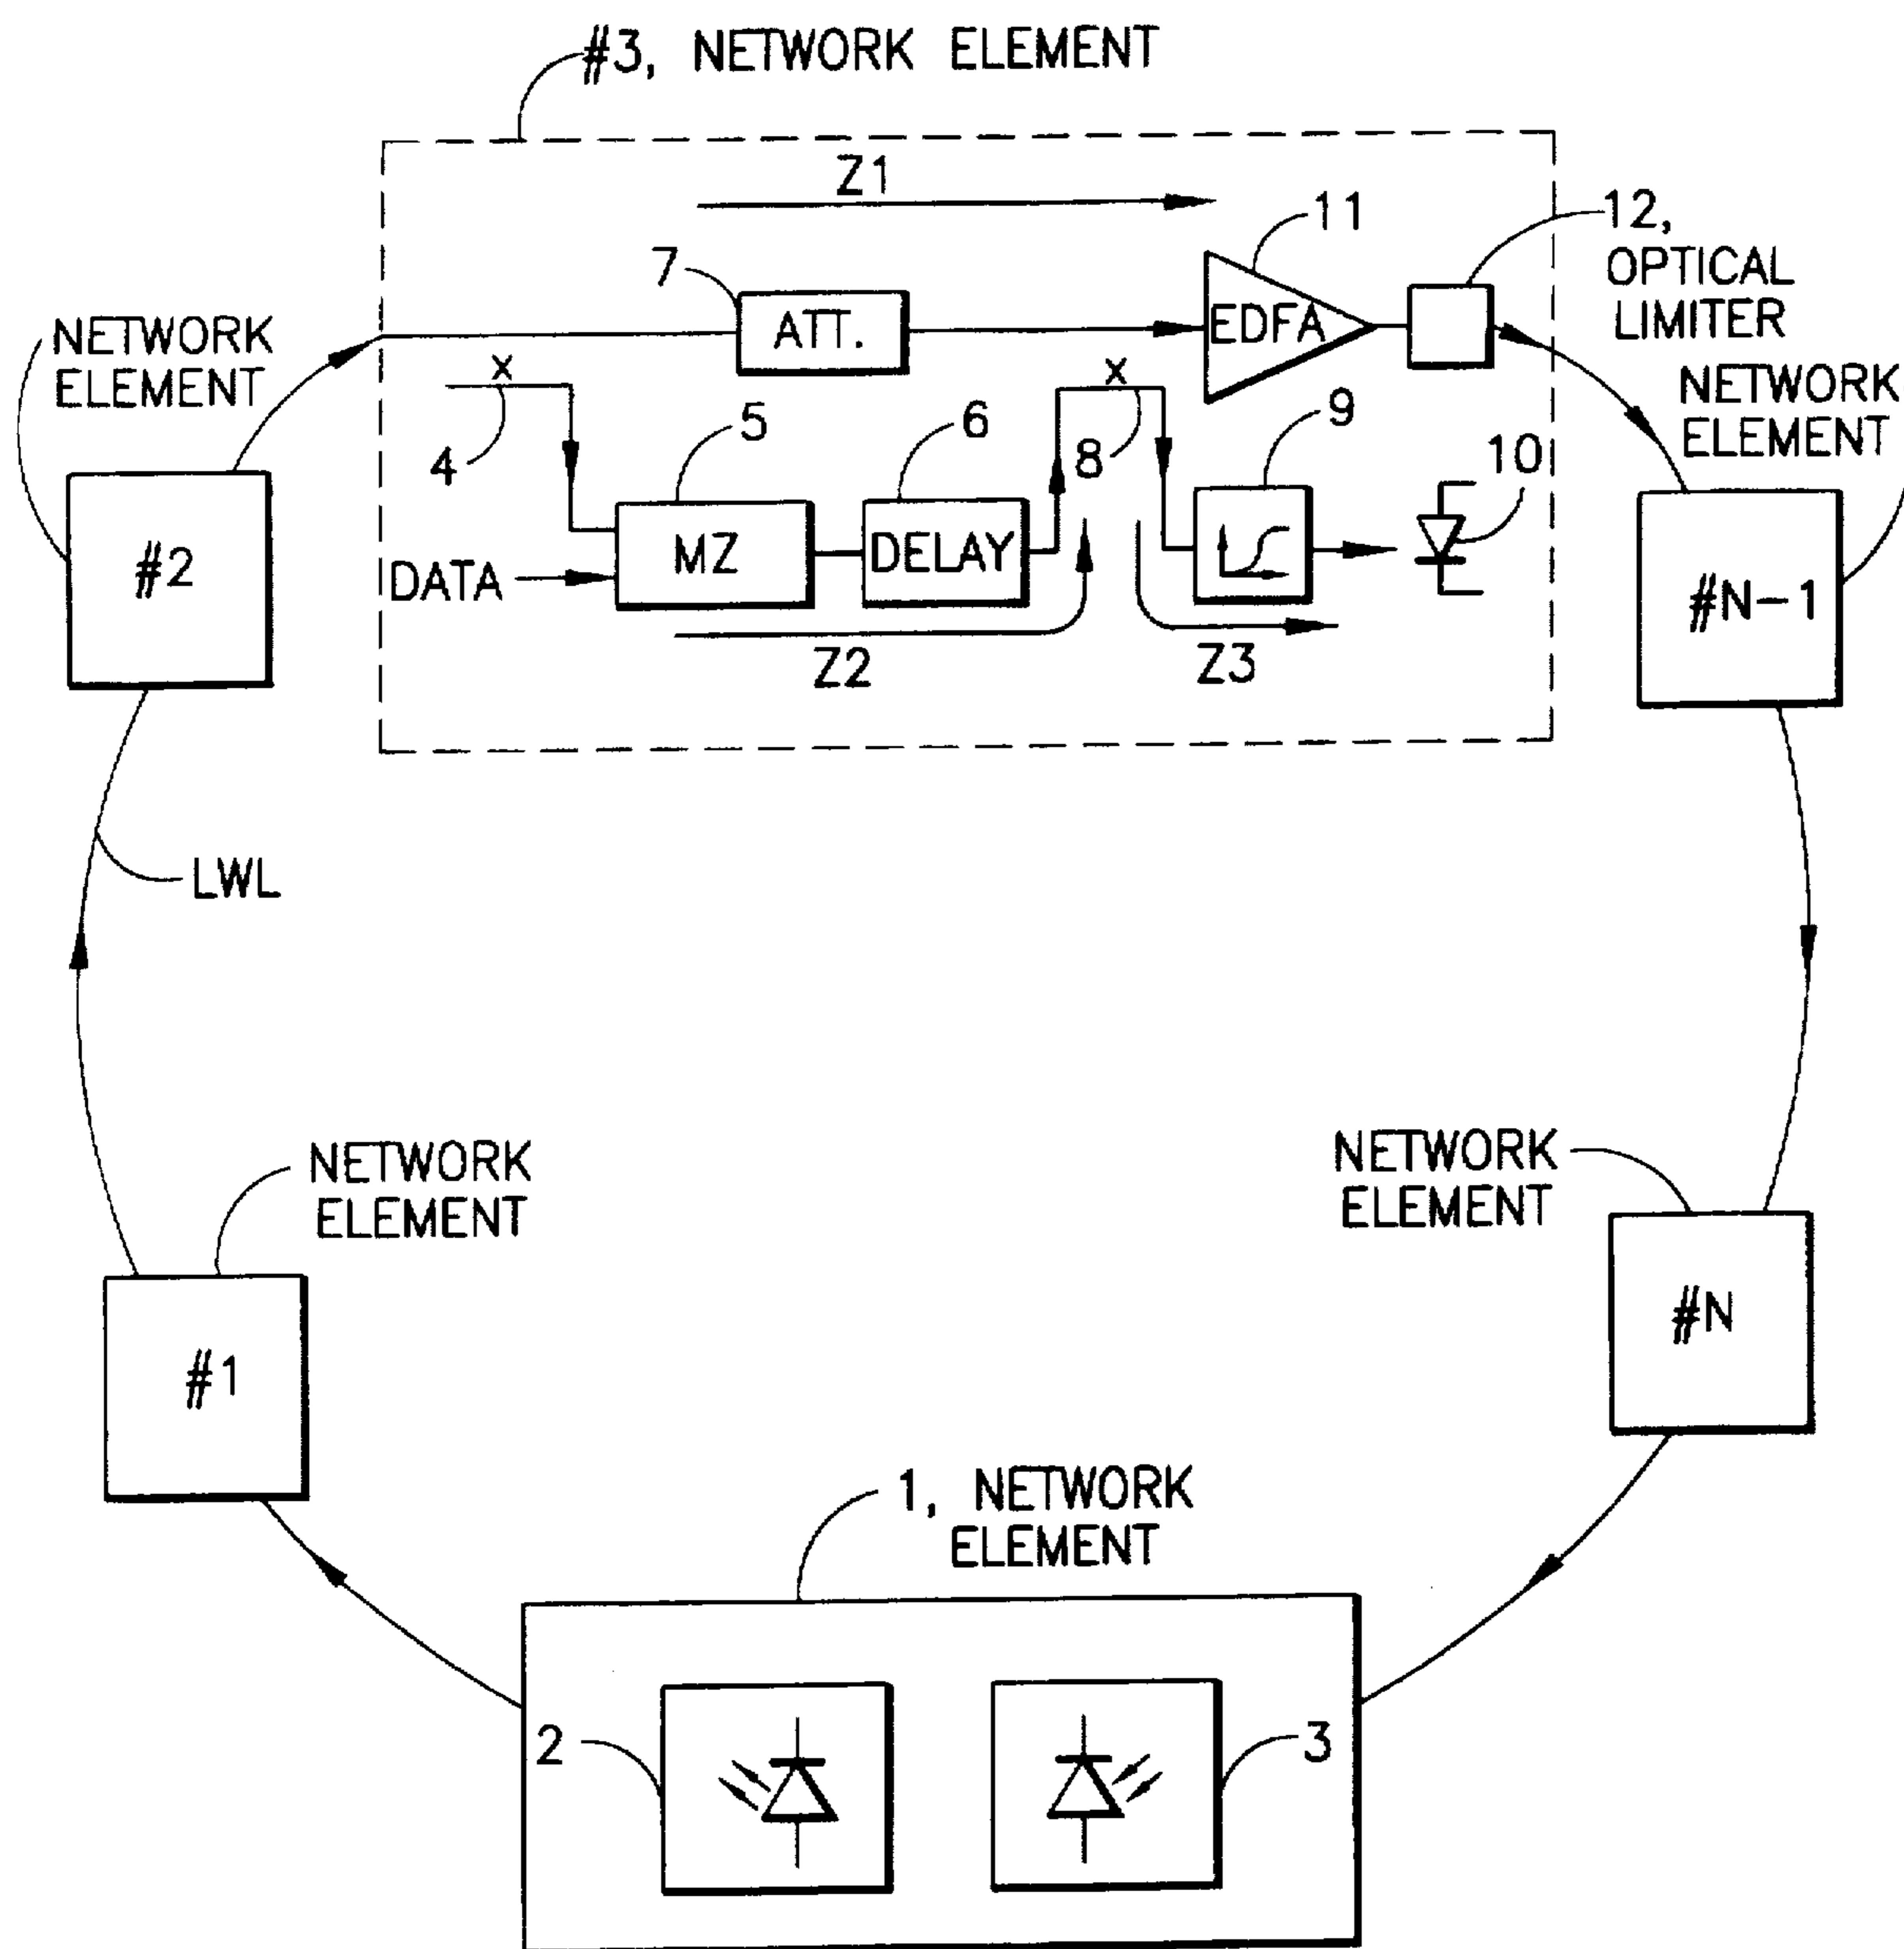 #3, NETWORK ELEMENT
Z1
11
12,
OPTICAL
LIMITER
7
ATT.
EDFA
NETWORK
ELEMENT
NETWORK
ELEMENT
x
x
4
5
6
8
9
10
#2
DATA
MZ
DELAY
#N-1
Z2
Z3
LWL
NETWORK
ELEMENT
NETWORK
ELEMENT
#1
#N
1, NETWORK
ELEMENT
2
3